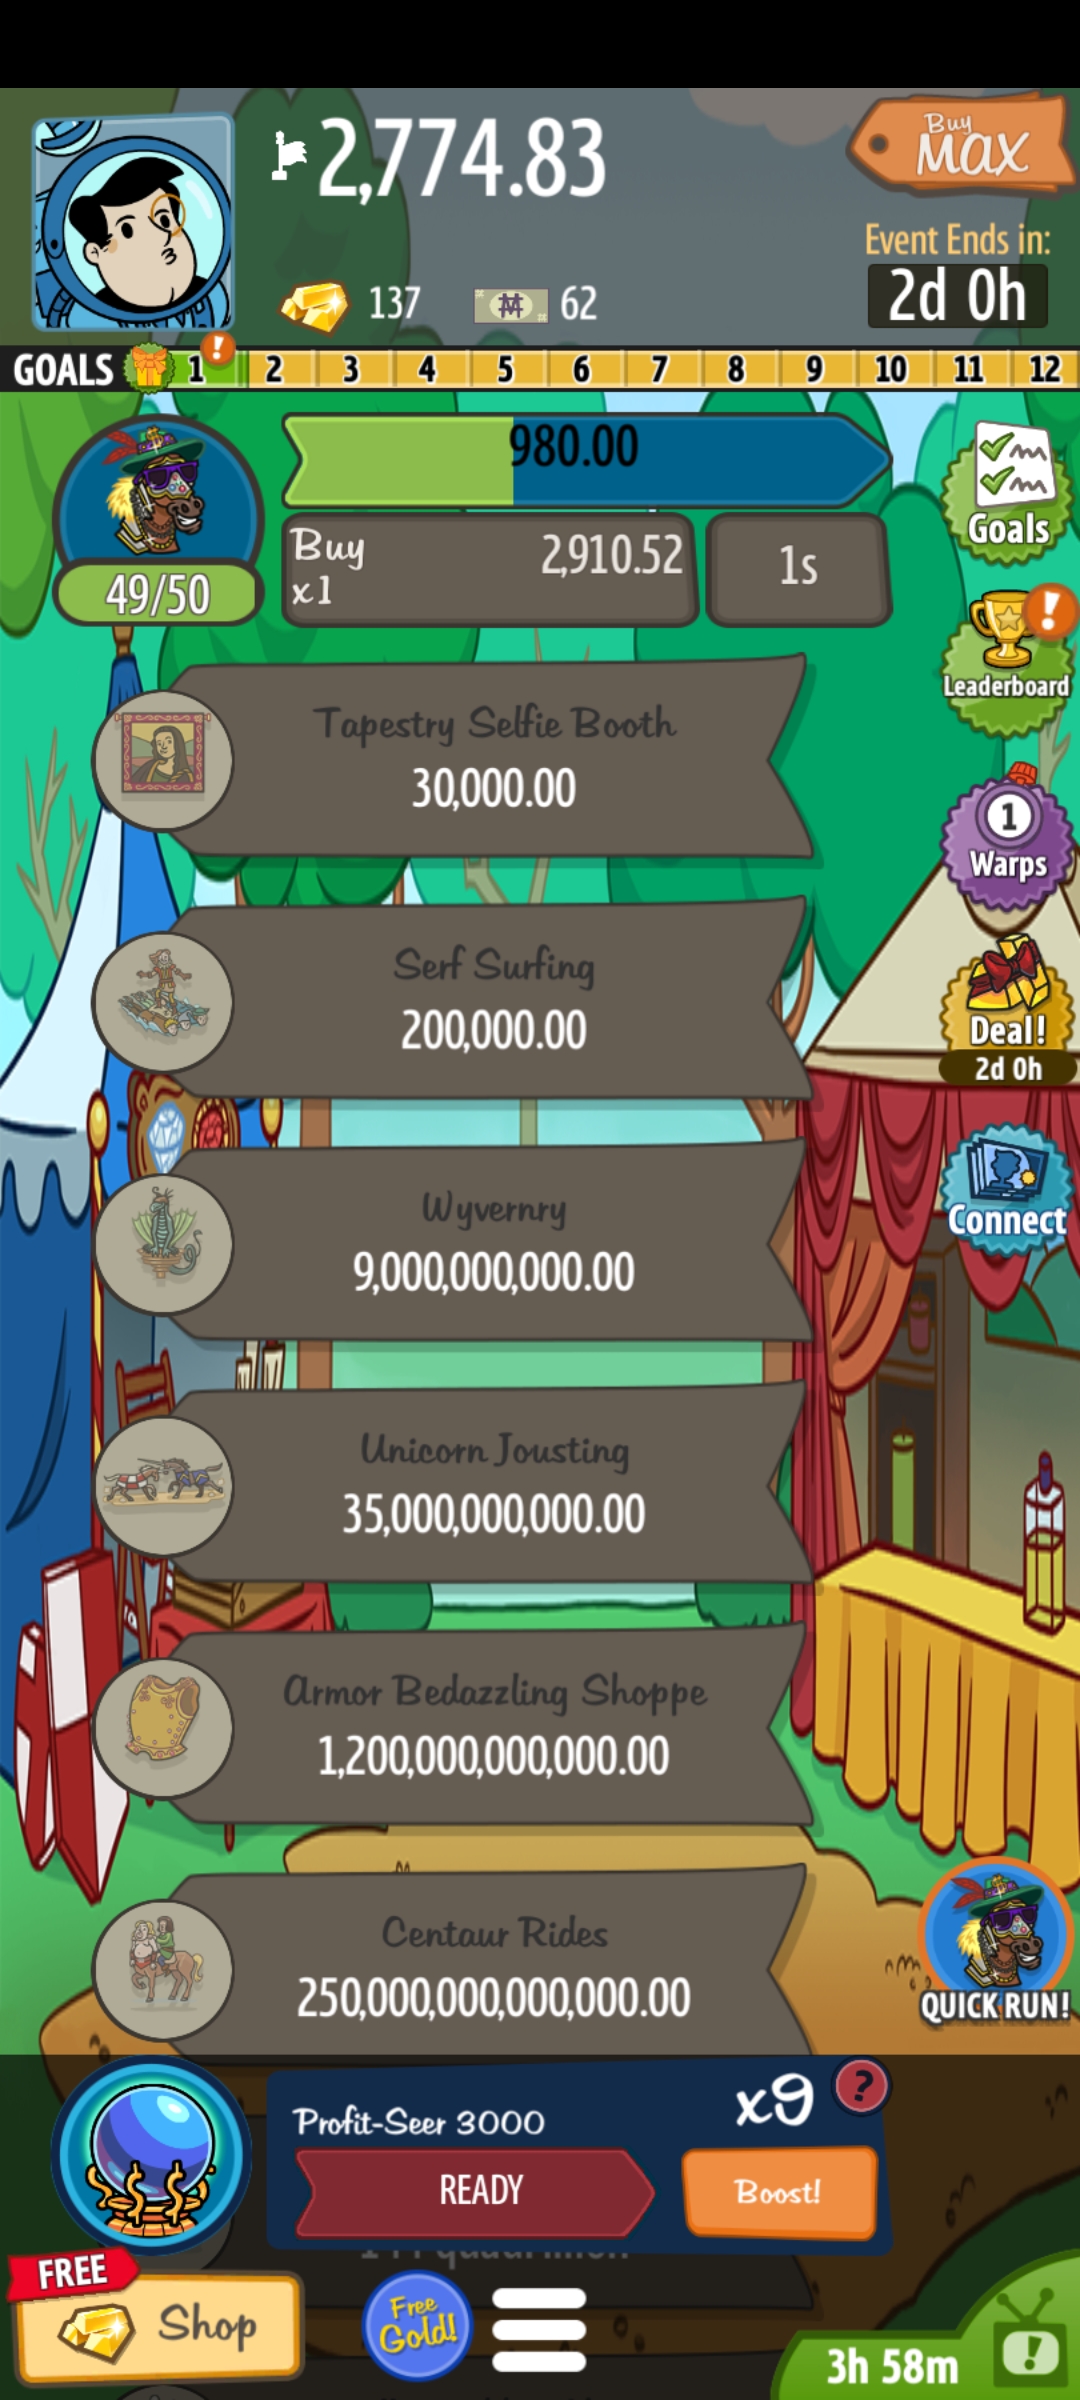 2,774.83
Buy
Max
Event Ends in:
137
62
2d 0h
GOALS 1 ! 2 3 4 5 6 7 8 9 10 11 12
980.00
49/50
Buy
x1
2,910.52
1s
Goals
!
Leaderboard
Tapestry Selfie Booth
30,000.00
1
Warps
Serf Surfing
200,000.00
Deal!
2d 0h
Wyvernry
9,000,000,000.00
Connect
Unicorn Jousting
35,000,000,000.00
Armor Bedazzling Shoppe
1,200,000,000,000.00
Centaur Rides
250,000,000,000,000.00
QUICK RUN!
Profit-Seer 3000
x9
?
READY
Boost!
FREE
Shop
Free
Gold!
3h 58m
!